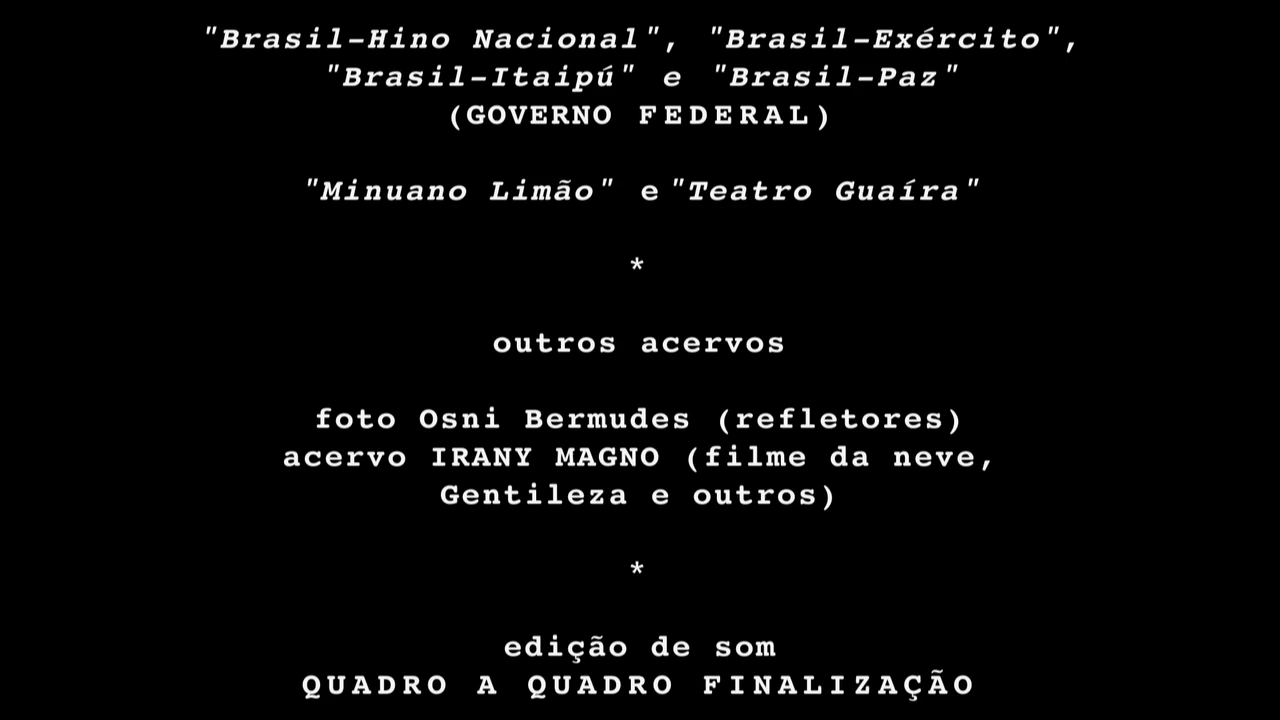 "Brasil-Hino Nacional", "Brasil-Exército",
"Brasil-Itaipú" e "Brasil-Paz"
(GOVERNO FEDERAL)
"Minuano Limão" e "Teatro Guaíra"
*
outros acervos
foto Osni Bermudes (refletores)
acervo IRANY MAGNO (filme da neve,
Gentileza e outros)
*
edição de som
QUADRO A QUADRO FINALIZAÇÃO